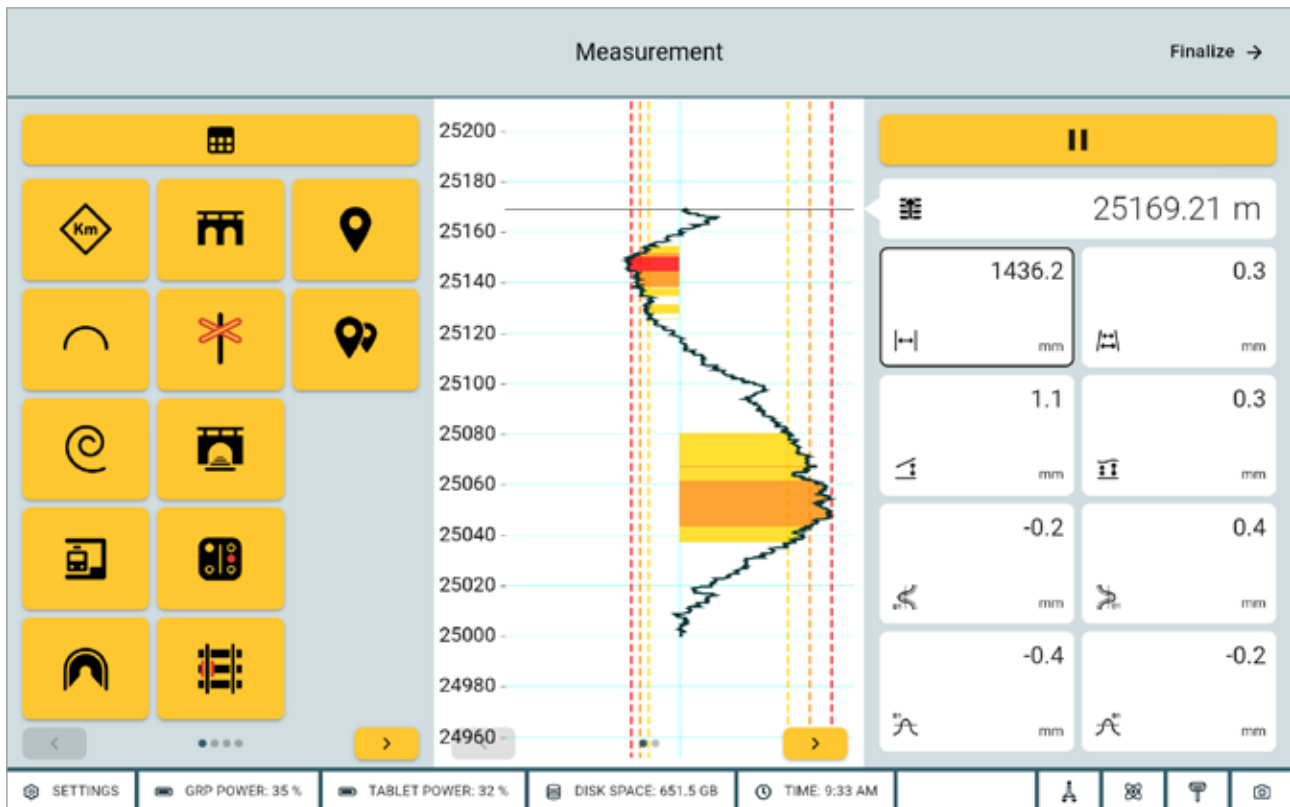 Measurement
Finalize →
25200
25180
25160
25140
25120
25100
25080
25060
25040
25020
25000
24980
24960
Km
25169.21 m
1436.2 mm
0.3 mm
1.1 mm
0.3 mm
-0.2 mm
0.4 mm
-0.4 mm
-0.2 mm
SETTINGS
GRP POWER: 35 %
TABLET POWER: 32 %
DISK SPACE: 651.5 GB
TIME: 9:33 AM